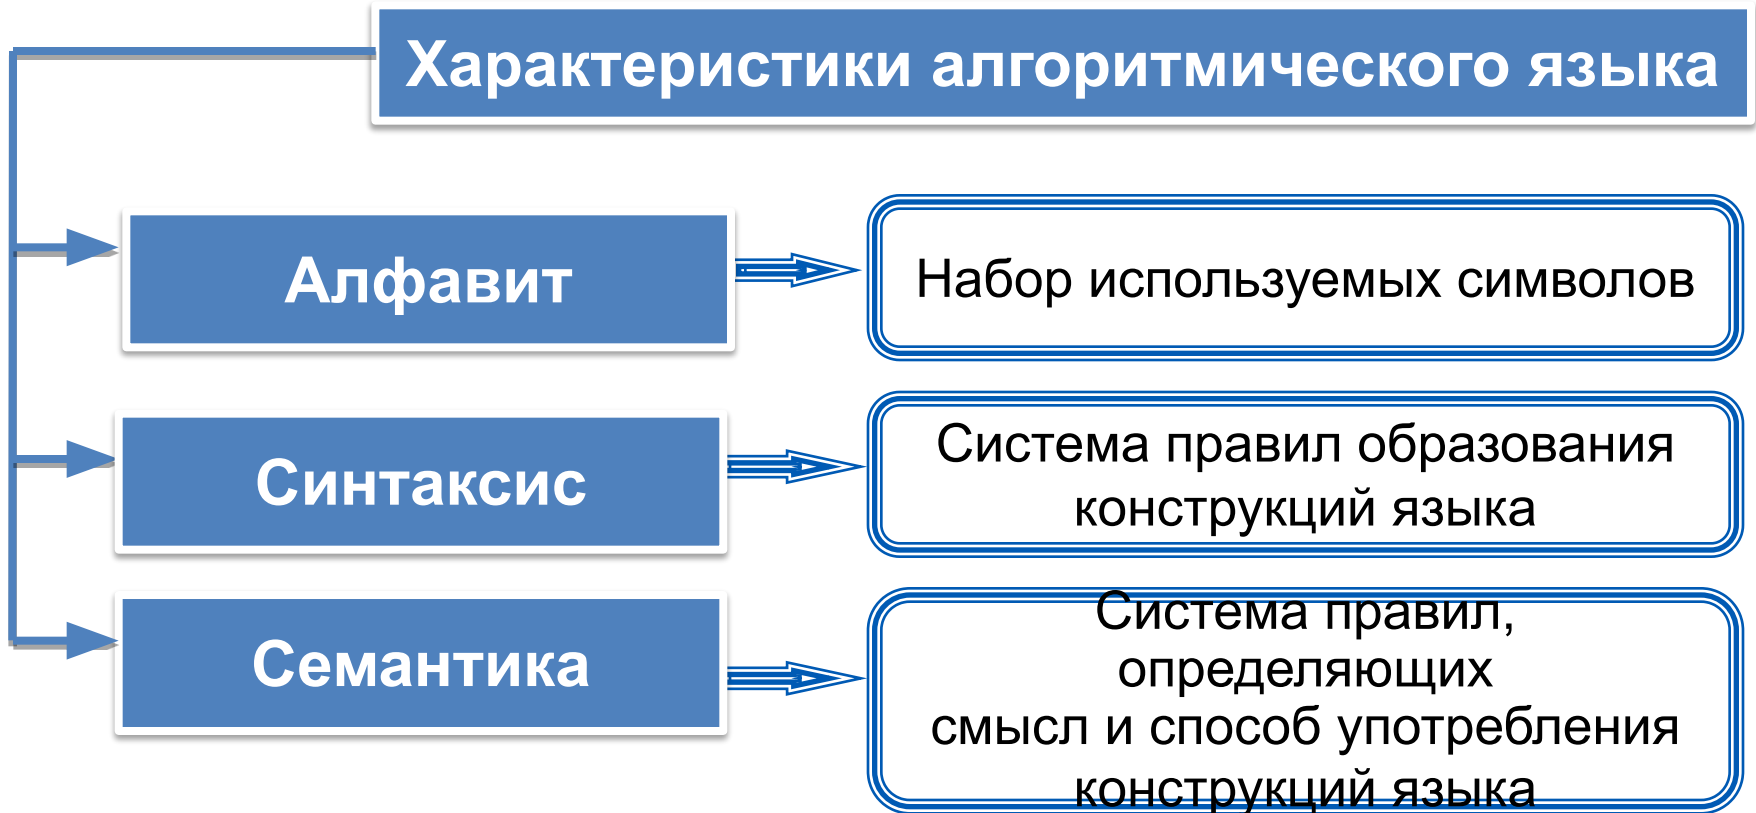 Характеристики алгоритмического языка
Алфавит
Набор используемых символов
Синтаксис
Система правил образования
конструкций языка
Семантика
Система правил,
определяющих
смысл и способ употребления
конструкций языка